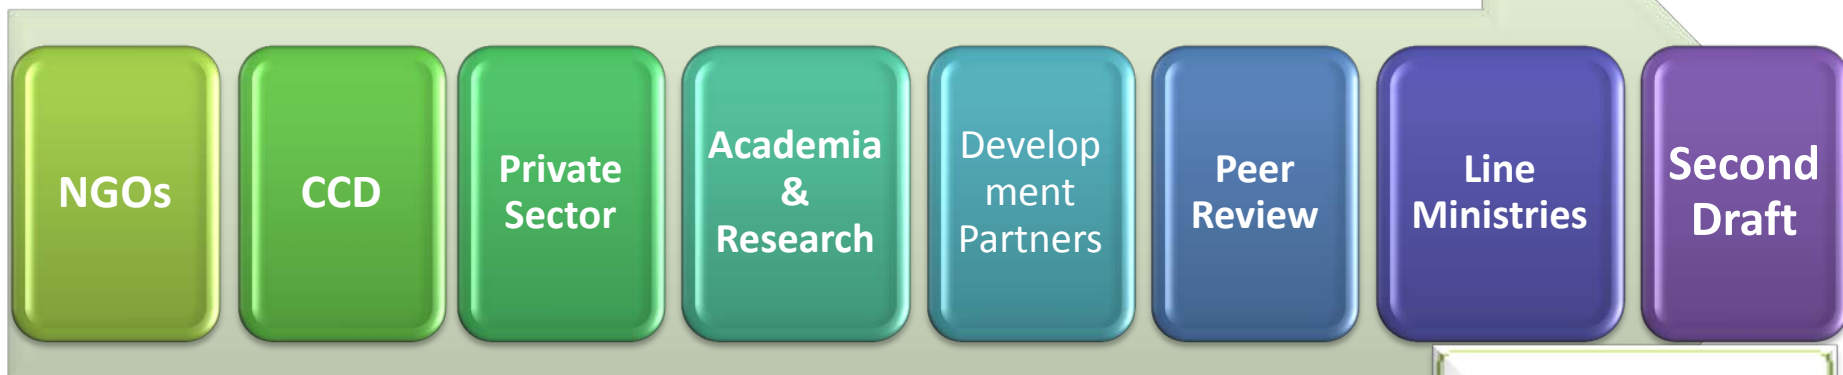 NGOs
CCD
Private
Sector
Academia
&
Research
Develop
ment
Partners
Peer
Review
Line
Ministries
Second
Draft